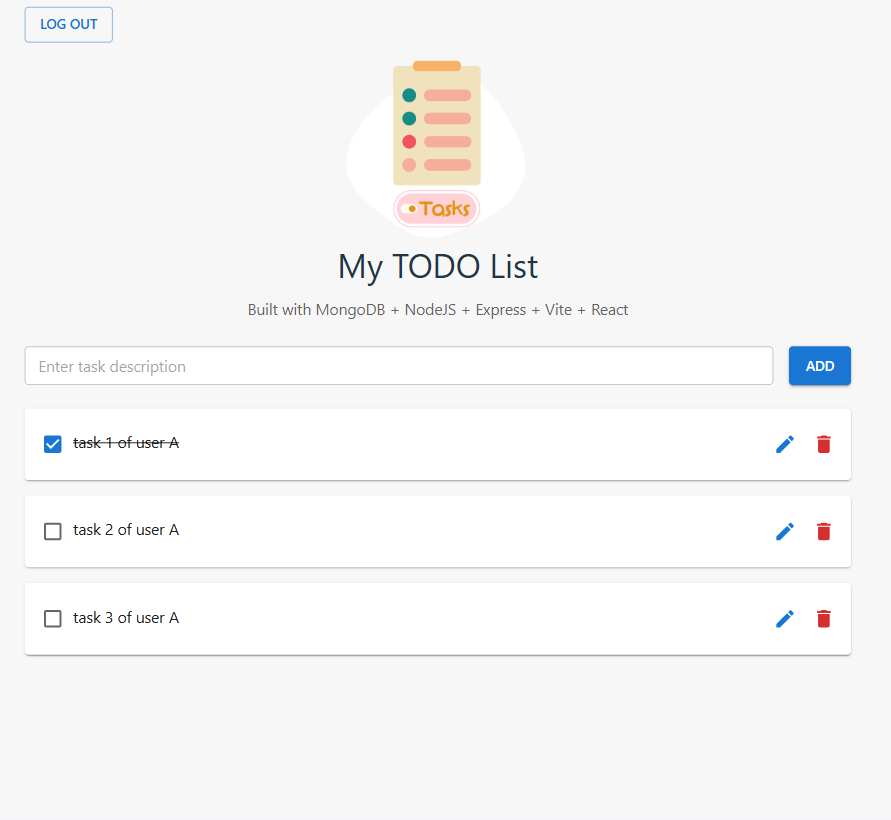 LOG OUT
Tasks
My TODO List
Built with MongoDB + NodeJS + Express + Vite + React
Enter task description
ADD
task 1 of user A
task 2 of user A
task 3 of user A